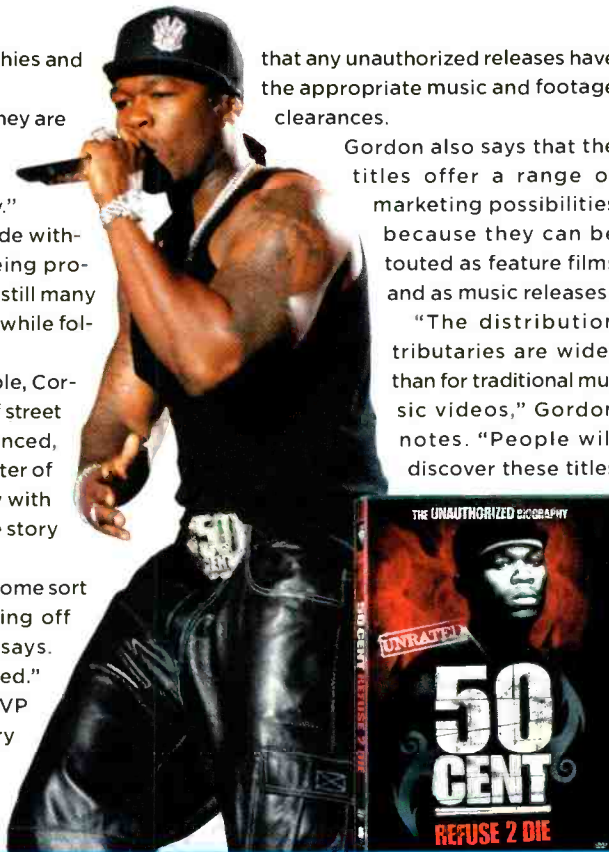 hies and
hey are
y."
de with-
eing pro-
still many
while fol-
ple, Cor-
f street
nced,
ter of
y with
e story
ome sort
ing off
says.
ed."
VP
ry
that any unauthorized releases have
the appropriate music and footage
clearances.
Gordon also says that the
titles offer a range o
marketing possibilities
because they can be
touted as feature films
and as music releases
"The distribution
tributaries are wide
than for traditional mu
sic videos," Gordon
notes. "People will
discover these titles
THE UNAUTHORIZED BIOGRAPHY
UNRATED
50
CENT
REFUSE 2 DIE
50 CENT REFUSE 2 DIE